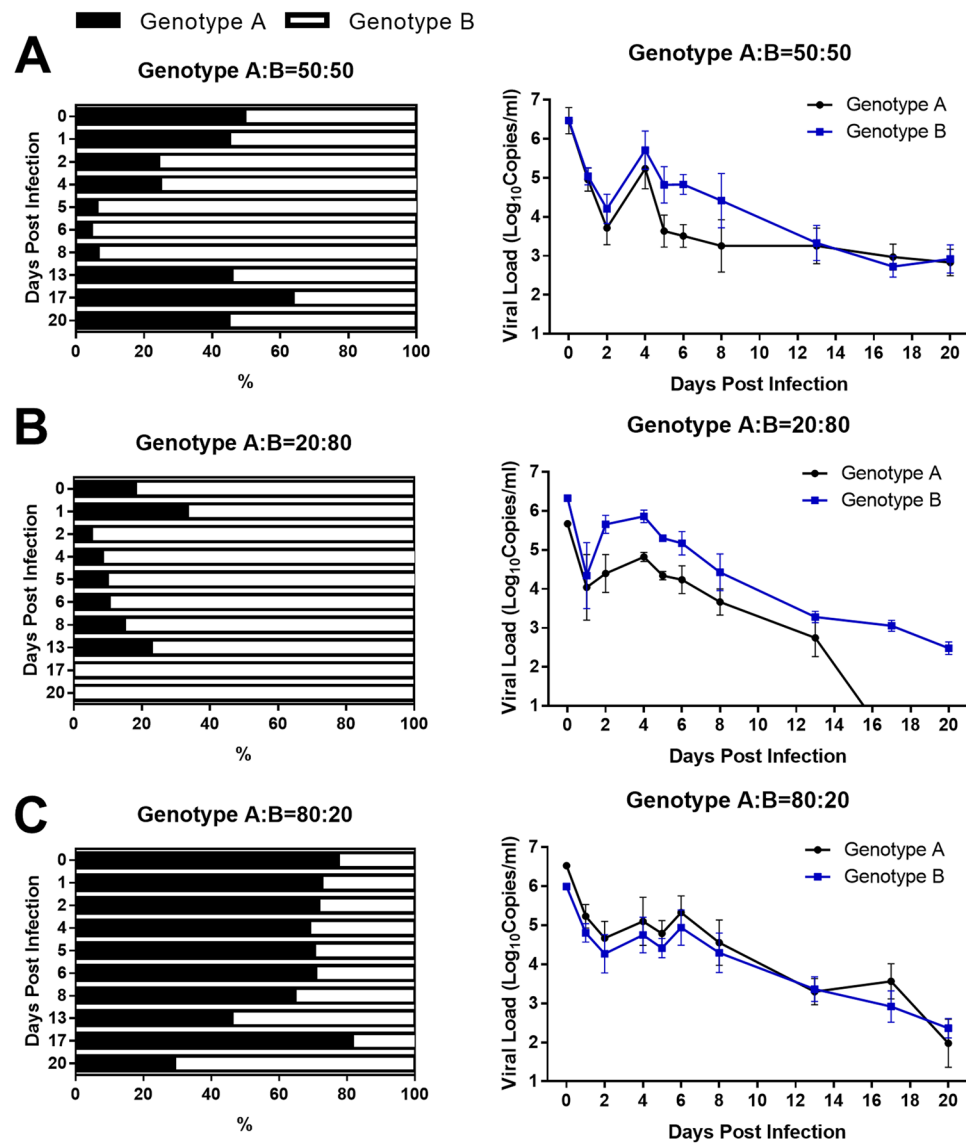 Genotype A Genotype B
A
Genotype A:B=50:50
Days Post Infection
0
1
2
4
5
6
8
13
17
20
0 20 40 60 80 100
%
Genotype A:B=50:50
Viral Load (Log10Copies/ml)
7
6
5
4
3
2
1
Genotype A
Genotype B
0 2 4 6 8 10 12 14 16 18 20
Days Post Infection
B
Genotype A:B=20:80
Days Post Infection
0
1
2
4
5
6
8
13
17
20
0 20 40 60 80 100
%
Genotype A:B=20:80
Viral Load (Log10Copies/ml)
7
6
5
4
3
2
1
Genotype A
Genotype B
0 2 4 6 8 10 12 14 16 18 20
Days Post Infection
C
Genotype A:B=80:20
Days Post Infection
0
1
2
4
5
6
8
13
17
20
0 20 40 60 80 100
%
Genotype A:B=80:20
Viral Load (Log10Copies/ml)
7
6
5
4
3
2
1
Genotype A
Genotype B
0 2 4 6 8 10 12 14 16 18 20
Days Post Infection